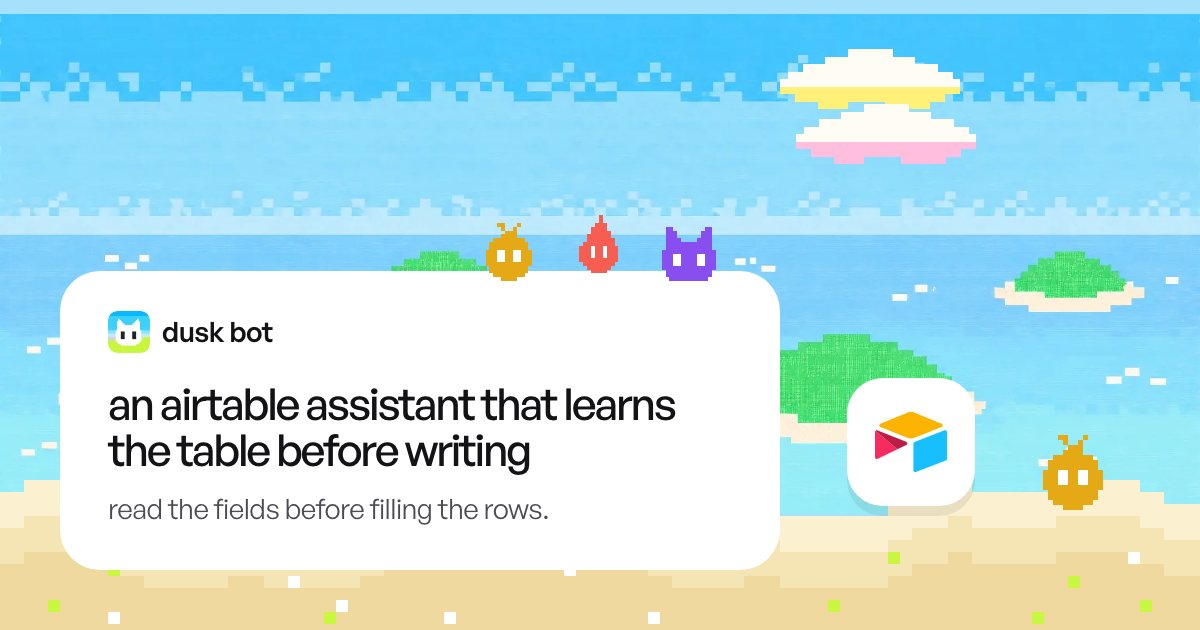 dusk bot
an airtable assistant that learns
the table before writing
read the fields before filling the rows.